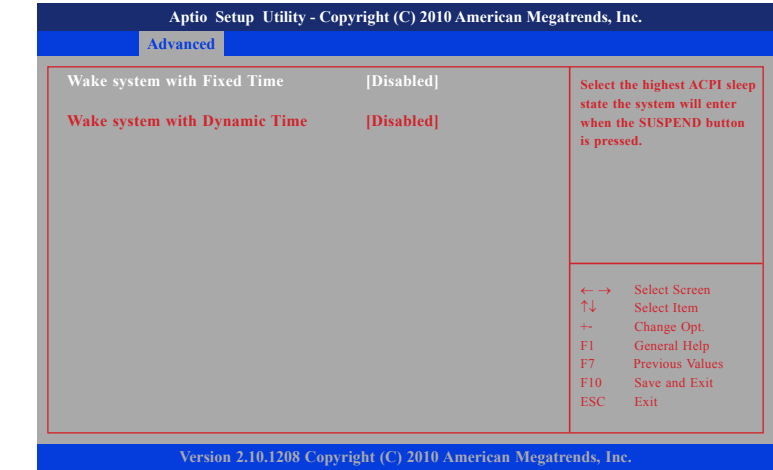 Aptio Setup Utility - Copyright (C) 2010 American Megatrends, Inc.
Advanced
Wake system with Fixed Time [Disabled]
Wake system with Dynamic Time [Disabled]
Select the highest ACPI sleep
state the system will enter
when the SUSPEND button
is pressed.
←→ Select Screen
↑↓ Select Item
+- Change Opt.
F1 General Help
F7 Previous Values
F10 Save and Exit
ESC Exit
Version 2.10.1208 Copyright (C) 2010 American Megatrends, Inc.